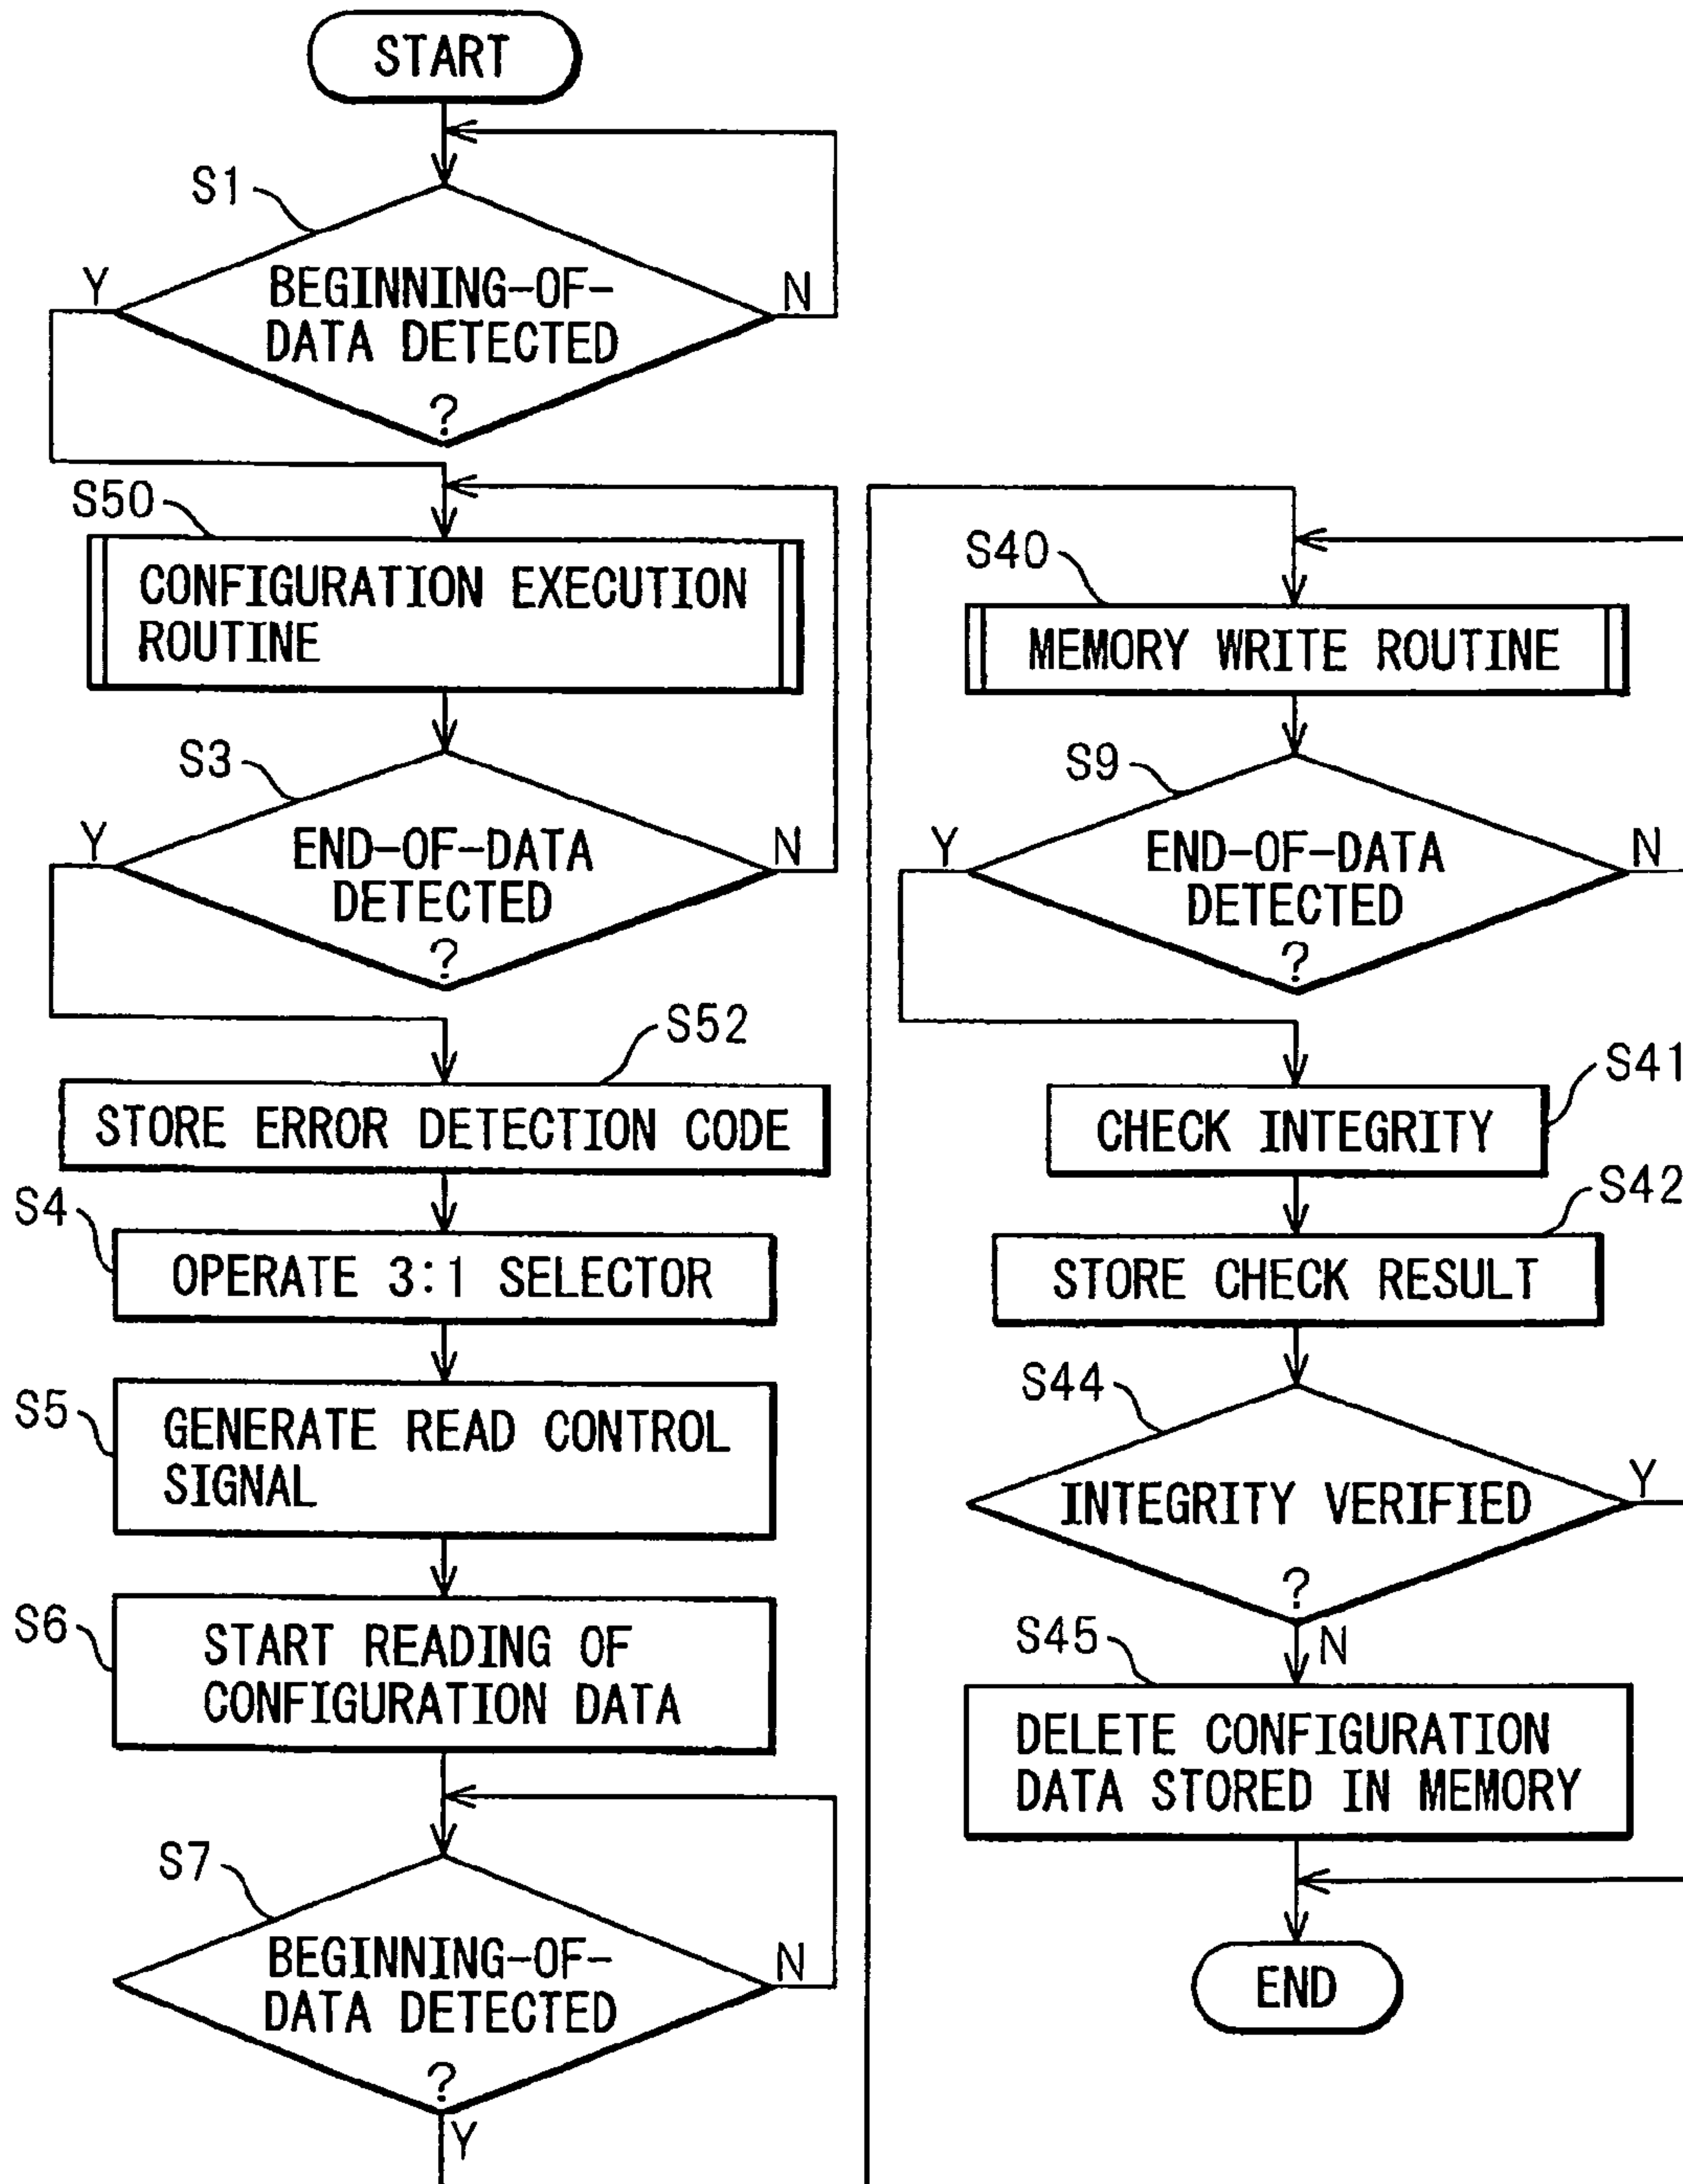 START
S1
Y
BEGINNING-OF-
DATA DETECTED
?
N
S50
CONFIGURATION EXECUTION
ROUTINE
S3
Y
END-OF-DATA
DETECTED
?
N
S52
STORE ERROR DETECTION CODE
S4
OPERATE 3:1 SELECTOR
S5
GENERATE READ CONTROL
SIGNAL
S6
START READING OF
CONFIGURATION DATA
S7
BEGINNING-OF-
DATA DETECTED
?
N
Y
S40
MEMORY WRITE ROUTINE
S9
Y
END-OF-DATA
DETECTED
?
N
S41
CHECK INTEGRITY
S42
STORE CHECK RESULT
S44
INTEGRITY VERIFIED
?
Y
N
S45
DELETE CONFIGURATION
DATA STORED IN MEMORY
END